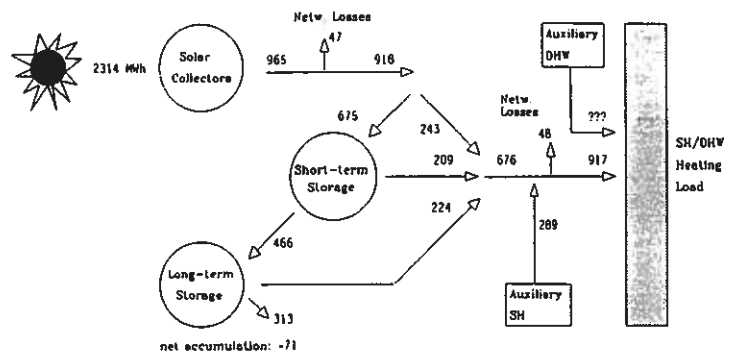 Netw. Losses
47
2314 MWh
Solar
Collectors
965
918
Auxiliary
DHW
675
243
Netw.
Losses
48
???
Short-term
Storage
209
676
917
SH/DHW
Heating
Load
224
466
289
Long-term
Storage
313
Auxiliary
SH
net accumulation: -71